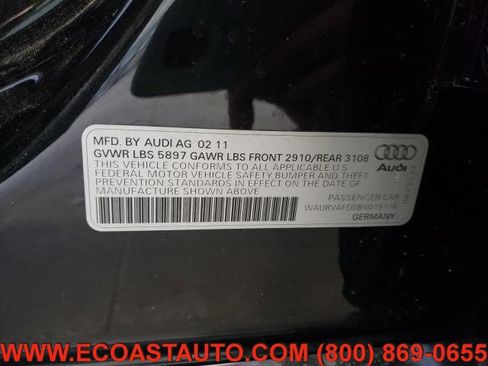 MFD. BY AUDI AG 02 11
GVWR LBS 5897 GAWR LBS FRONT 2910/REAR 3108
THIS VEHICLE CONFORMS TO ALL APPLICABLE U S
FEDERAL MOTOR VEHICLE SAFETY,BUMPER AND THEFT
PREVENTION STANDARDS IN EFFECT ON THE DATE OF
MANUFACTURE SHOWN ABOVE.
Audi
PASSENGER CAR
GERMANY
WWW.ECOASTAUTO.COM (800) 869-0655